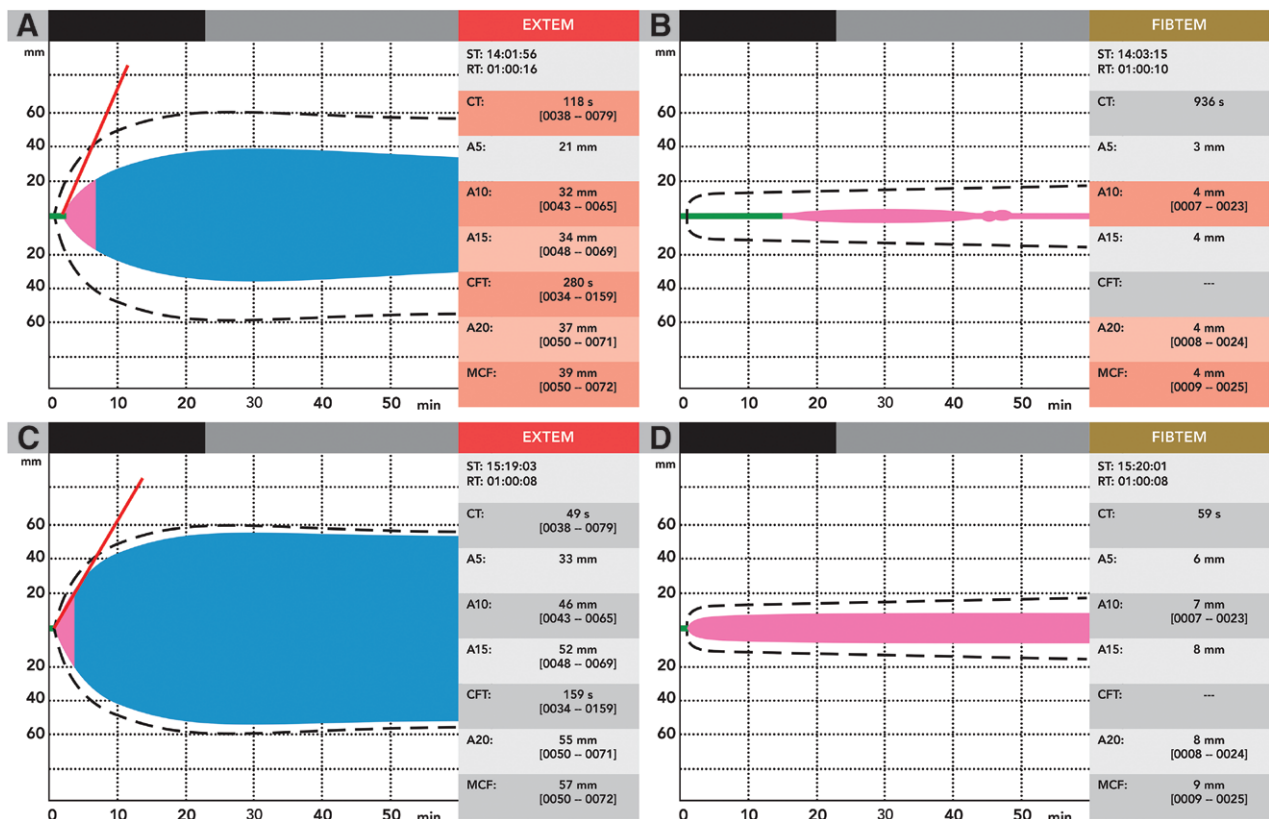 A
EXTEM
mm
60
40
20
20
40
60
0 10 20 30 40 50 min
ST: 14:01:56
RT: 01:00:16
CT: 118 s
[0038 -- 0079]
A5: 21 mm
A10: 32 mm
[0043 -- 0065]
A15: 34 mm
[0048 -- 0069]
CFT: 280 s
[0034 -- 0159]
A20: 37 mm
[0050 -- 0071]
MCF: 39 mm
[0050 -- 0072]
B
FIBTEM
mm
60
40
20
20
40
60
0 10 20 30 40 50 min
ST: 14:03:15
RT: 01:00:10
CT: 936 s
A5: 3 mm
A10: 4 mm
[0007 -- 0023]
A15: 4 mm
CFT: ---
A20: 4 mm
[0008 -- 0024]
MCF: 4 mm
[0009 -- 0025]
C
EXTEM
mm
60
40
20
20
40
60
0 10 20 30 40 50 min
ST: 15:19:03
RT: 01:00:08
CT: 49 s
[0038 -- 0079]
A5: 33 mm
A10: 46 mm
[0043 -- 0065]
A15: 52 mm
[0048 -- 0069]
CFT: 159 s
[0034 -- 0159]
A20: 55 mm
[0050 -- 0071]
MCF: 57 mm
[0050 -- 0072]
D
FIBTEM
mm
60
40
20
20
40
60
0 10 20 30 40 50 min
ST: 15:20:01
RT: 01:00:08
CT: 59 s
A5: 6 mm
A10: 7 mm
[0007 -- 0023]
A15: 8 mm
CFT: ---
A20: 8 mm
[0008 -- 0024]
MCF: 9 mm
[0009 -- 0025]